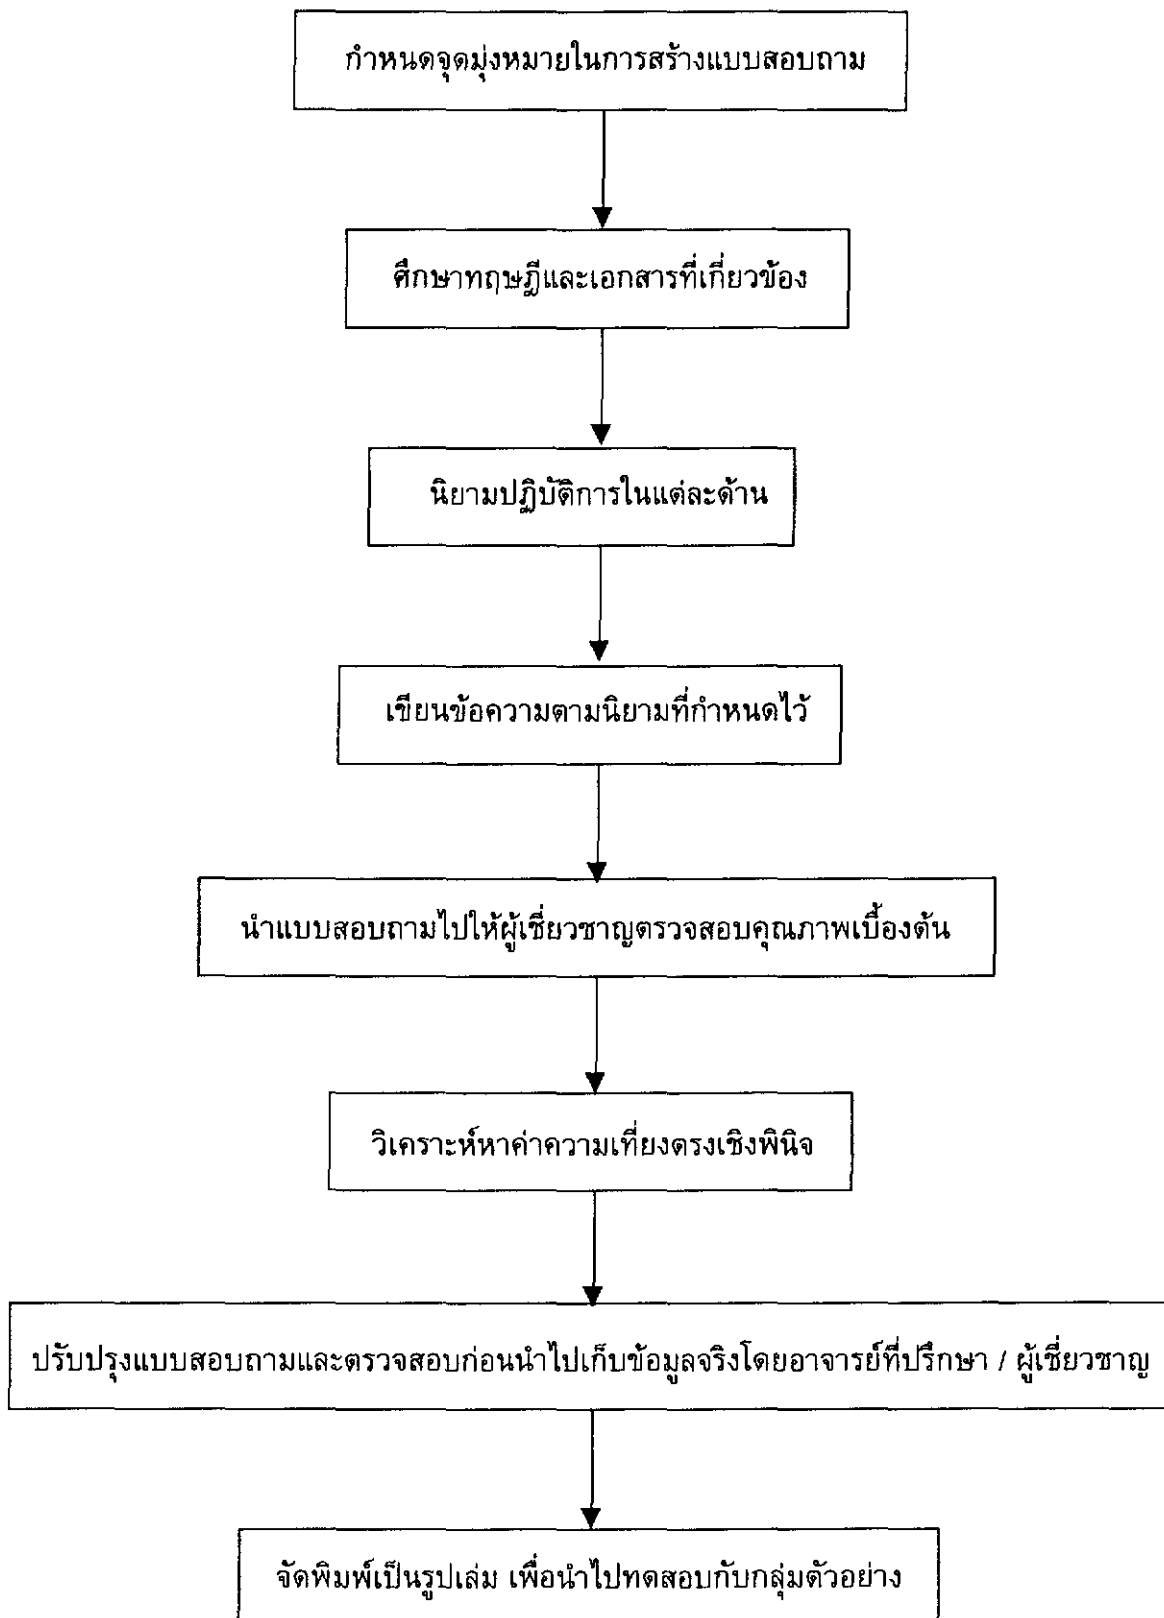 กำหนดจุดมุ่งหมายในการสร้างแบบสอบถาม
ศึกษาทฤษฎีและเอกสารที่เกี่ยวข้อง
นิยามปฏิบัติการในแต่ละด้าน
เขียนข้อความตามนิยามที่กำหนดไว้
นำแบบสอบถามไปให้ผู้เชี่ยวชาญตรวจสอบคุณภาพเบื้องต้น
วิเคราะห์หาค่าความเที่ยงตรงเชิงพินิจ
ปรับปรุงแบบสอบถามและตรวจสอบก่อนนำไปเก็บข้อมูลจริงโดยอาจารย์ที่ปรึกษา / ผู้เชี่ยวชาญ
จัดพิมพ์เป็นรูปเล่ม เพื่อนำไปทดสอบกับกลุ่มตัวอย่าง